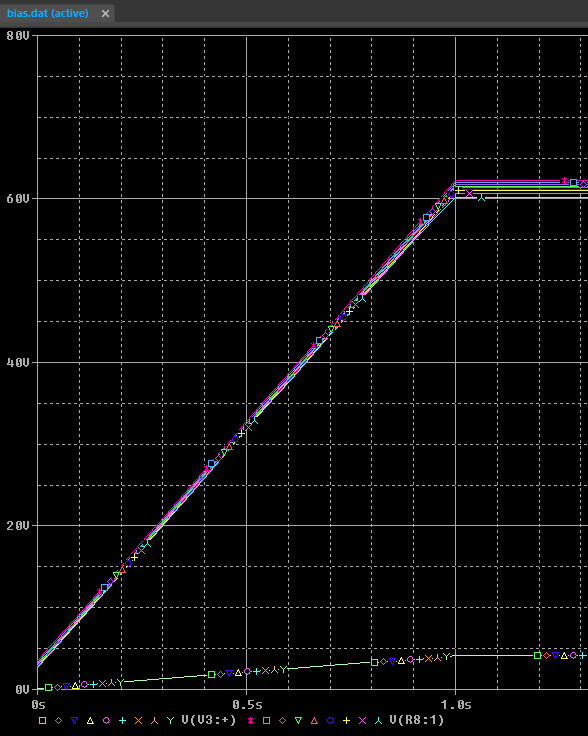 bias.dat (active)
80V
60V
40V
20V
0V
0s 0.5s 1.0s
V(V3:+) V(R8:1)